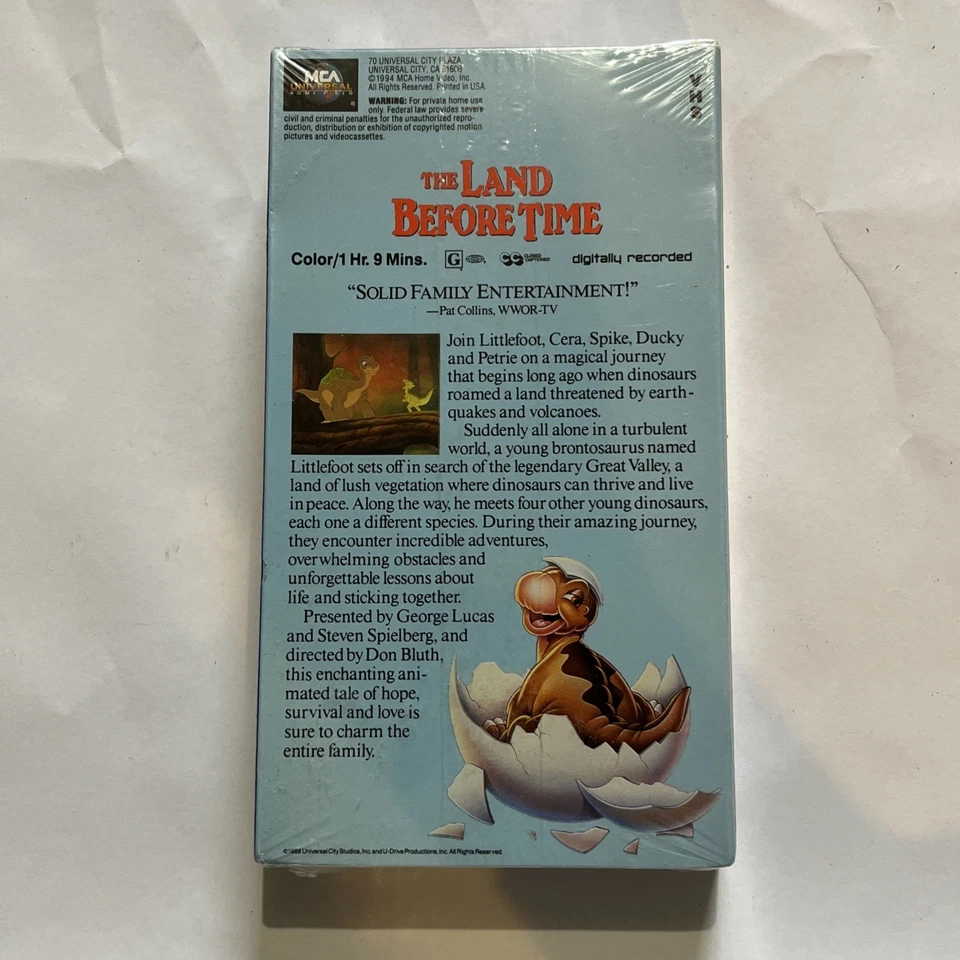 MCA
UNIVERSAL
HOME VIDEO
®
70 UNIVERSAL CITY PLAZA,
UNIVERSAL CITY, CA 91608
©1994 MCA Home Video, Inc.
All Rights Reserved. Printed in USA.
WARNING: For private home use
only. Federal law provides severe
civil and criminal penalties for the unauthorized repro-
duction, distribution or exhibition of copyrighted motion
pictures and videocassettes.
VHS
THE LAND
BEFORE TIME
Color/1 Hr. 9 Mins. G CC CLOSED CAPTIONED digitally recorded
“SOLID FAMILY ENTERTAINMENT!”
—Pat Collins, WWOR-TV
Join Littlefoot, Cera, Spike, Ducky
and Petrie on a magical journey
that begins long ago when dinosaurs
roamed a land threatened by earth-
quakes and volcanoes.
Suddenly all alone in a turbulent
world, a young brontosaurus named
Littlefoot sets off in search of the legendary Great Valley, a
land of lush vegetation where dinosaurs can thrive and live
in peace. Along the way, he meets four other young dinosaurs,
each one a different species. During their amazing journey,
they encounter incredible adventures,
overwhelming obstacles and
unforgettable lessons about
life and sticking together.
Presented by George Lucas
and Steven Spielberg, and
directed by Don Bluth,
this enchanting ani-
mated tale of hope,
survival and love is
sure to charm the
entire family.
©1988 Universal City Studios, Inc. and U-Drive Productions, Inc. All Rights Reserved.